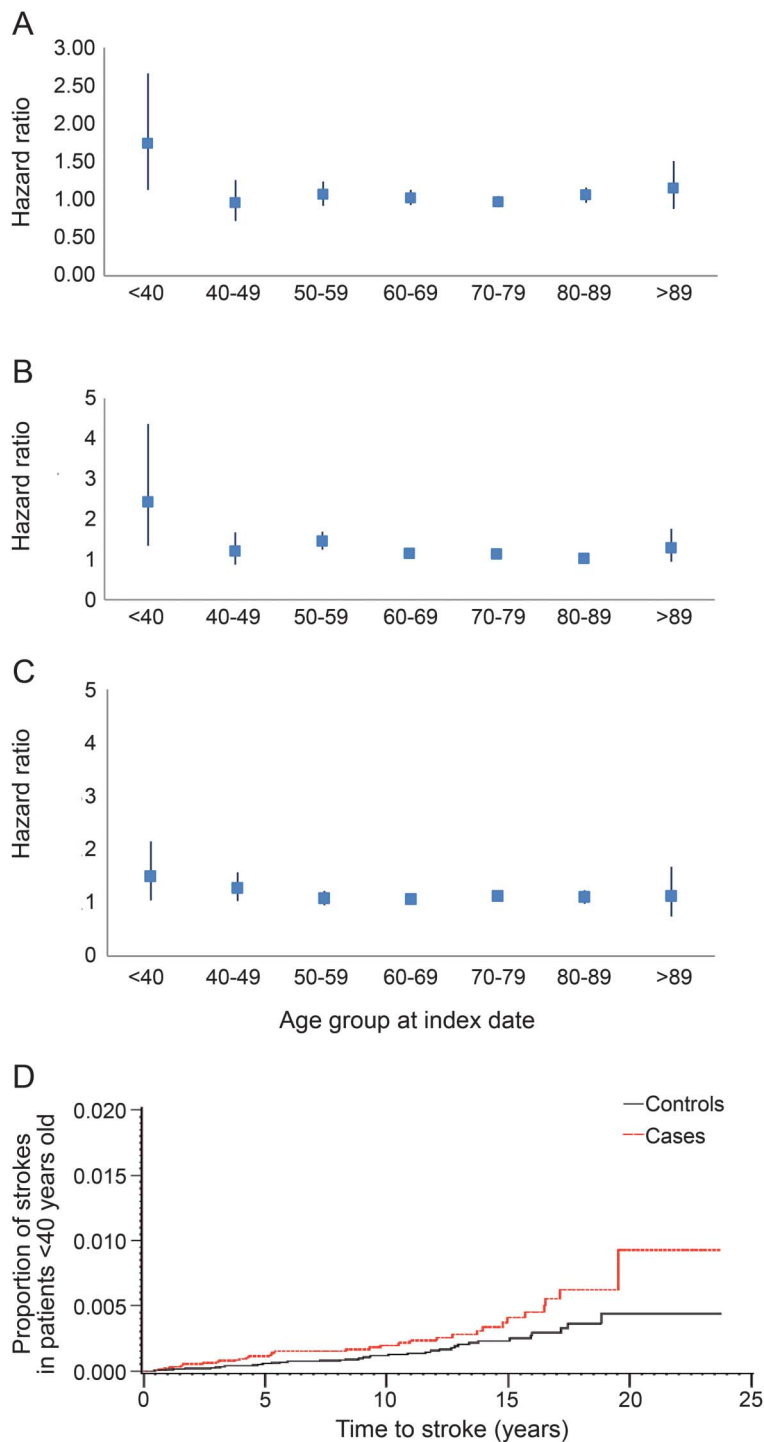 A
Hazard ratio
3.00
2.50
2.00
1.50
1.00
0.50
0.00
<40 40-49 50-59 60-69 70-79 80-89 >89
B
Hazard ratio
5
4
3
2
1
0
<40 40-49 50-59 60-69 70-79 80-89 >89
C
Hazard ratio
5
4
3
2
1
0
<40 40-49 50-59 60-69 70-79 80-89 >89
Age group at index date
D
Proportion of strokes
in patients <40 years old
0.020
0.015
0.010
0.005
0.000
Controls
Cases
0 5 10 15 20 25
Time to stroke (years)